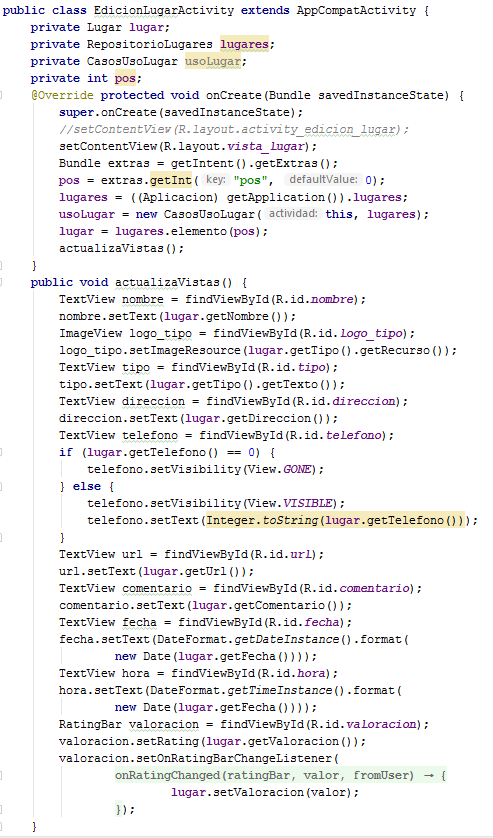 public class EdicionLugarActivity extends AppCompatActivity {
    private Lugar lugar;
    private RepositorioLugares lugares;
    private CasosUsoLugar usoLugar;
    private int pos;
    @Override protected void onCreate(Bundle savedInstanceState) {
        super.onCreate(savedInstanceState);
        //setContentView(R.layout.activity_edicion_lugar);
        setContentView(R.layout.vista_lugar);
        Bundle extras = getIntent().getExtras();
        pos = extras.getInt( key: "pos", defaultValue: 0);
        lugares = ((Aplicacion) getApplication()).lugares;
        usoLugar = new CasosUsoLugar( actividad: this, lugares);
        lugar = lugares.elemento(pos);
        actualizaVistas();
    }
    public void actualizaVistas() {
        TextView nombre = findViewById(R.id.nombre);
        nombre.setText(lugar.getNombre());
        ImageView logo_tipo = findViewById(R.id.logo_tipo);
        logo_tipo.setImageResource(lugar.getTipo().getRecurso());
        TextView tipo = findViewById(R.id.tipo);
        tipo.setText(lugar.getTipo().getTexto());
        TextView direccion = findViewById(R.id.direccion);
        direccion.setText(lugar.getDireccion());
        TextView telefono = findViewById(R.id.telefono);
        if (lugar.getTelefono() == 0) {
            telefono.setVisibility(View.GONE);
        } else {
            telefono.setVisibility(View.VISIBLE);
            telefono.setText(Integer.toString(lugar.getTelefono()));
        }
        TextView url = findViewById(R.id.url);
        url.setText(lugar.getUrl());
        TextView comentario = findViewById(R.id.comentario);
        comentario.setText(lugar.getComentario());
        TextView fecha = findViewById(R.id.fecha);
        fecha.setText(DateFormat.getDateInstance().format(
                new Date(lugar.getFecha())));
        TextView hora = findViewById(R.id.hora);
        hora.setText(DateFormat.getTimeInstance().format(
                new Date(lugar.getFecha())));
        RatingBar valoracion = findViewById(R.id.valoracion);
        valoracion.setRating(lugar.getValoracion());
        valoracion.setOnRatingBarChangeListener(
                onRatingChanged(ratingBar, valor, fromUser) → {
                        lugar.setValoracion(valor);
                });
    }